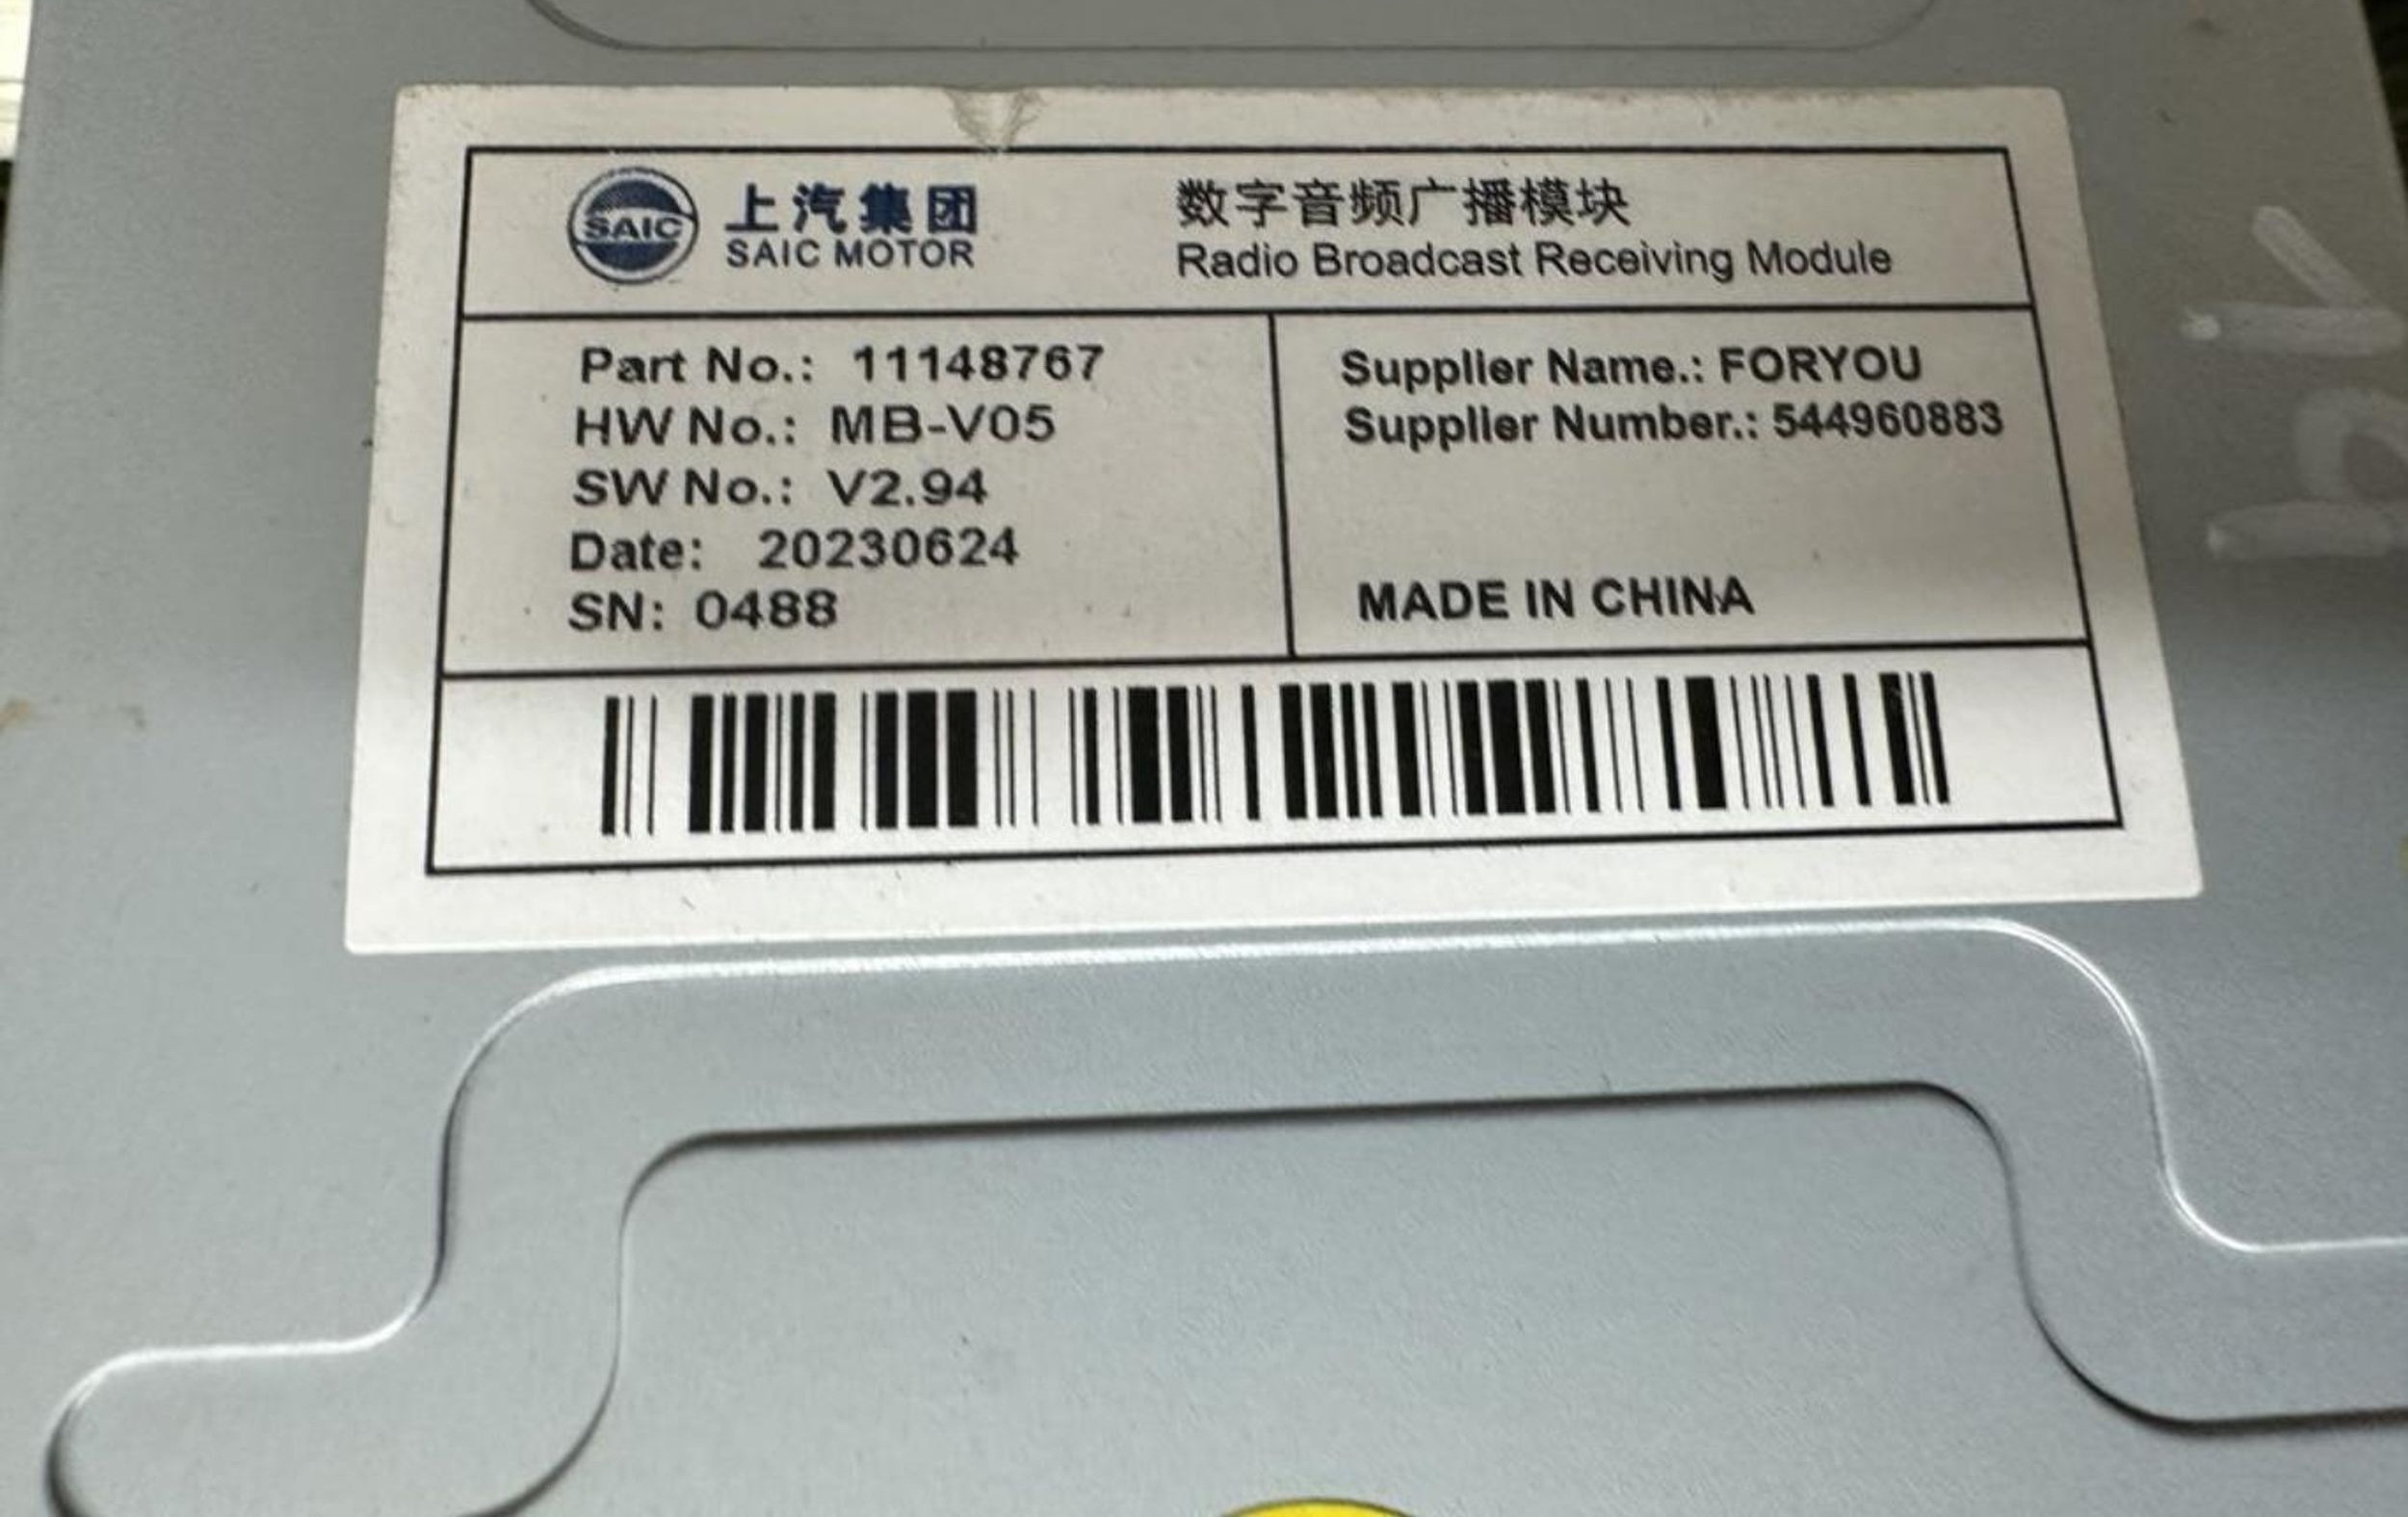 SAIC
上汽集团
SAIC MOTOR
数字音频广播模块
Radio Broadcast Receiving Module
Part No.: 11148767
HW No.: MB-V05
SW No.: V2.94
Date: 20230624
SN: 0488
Supplier Name.: FORYOU
Supplier Number.: 544960883
MADE IN CHINA